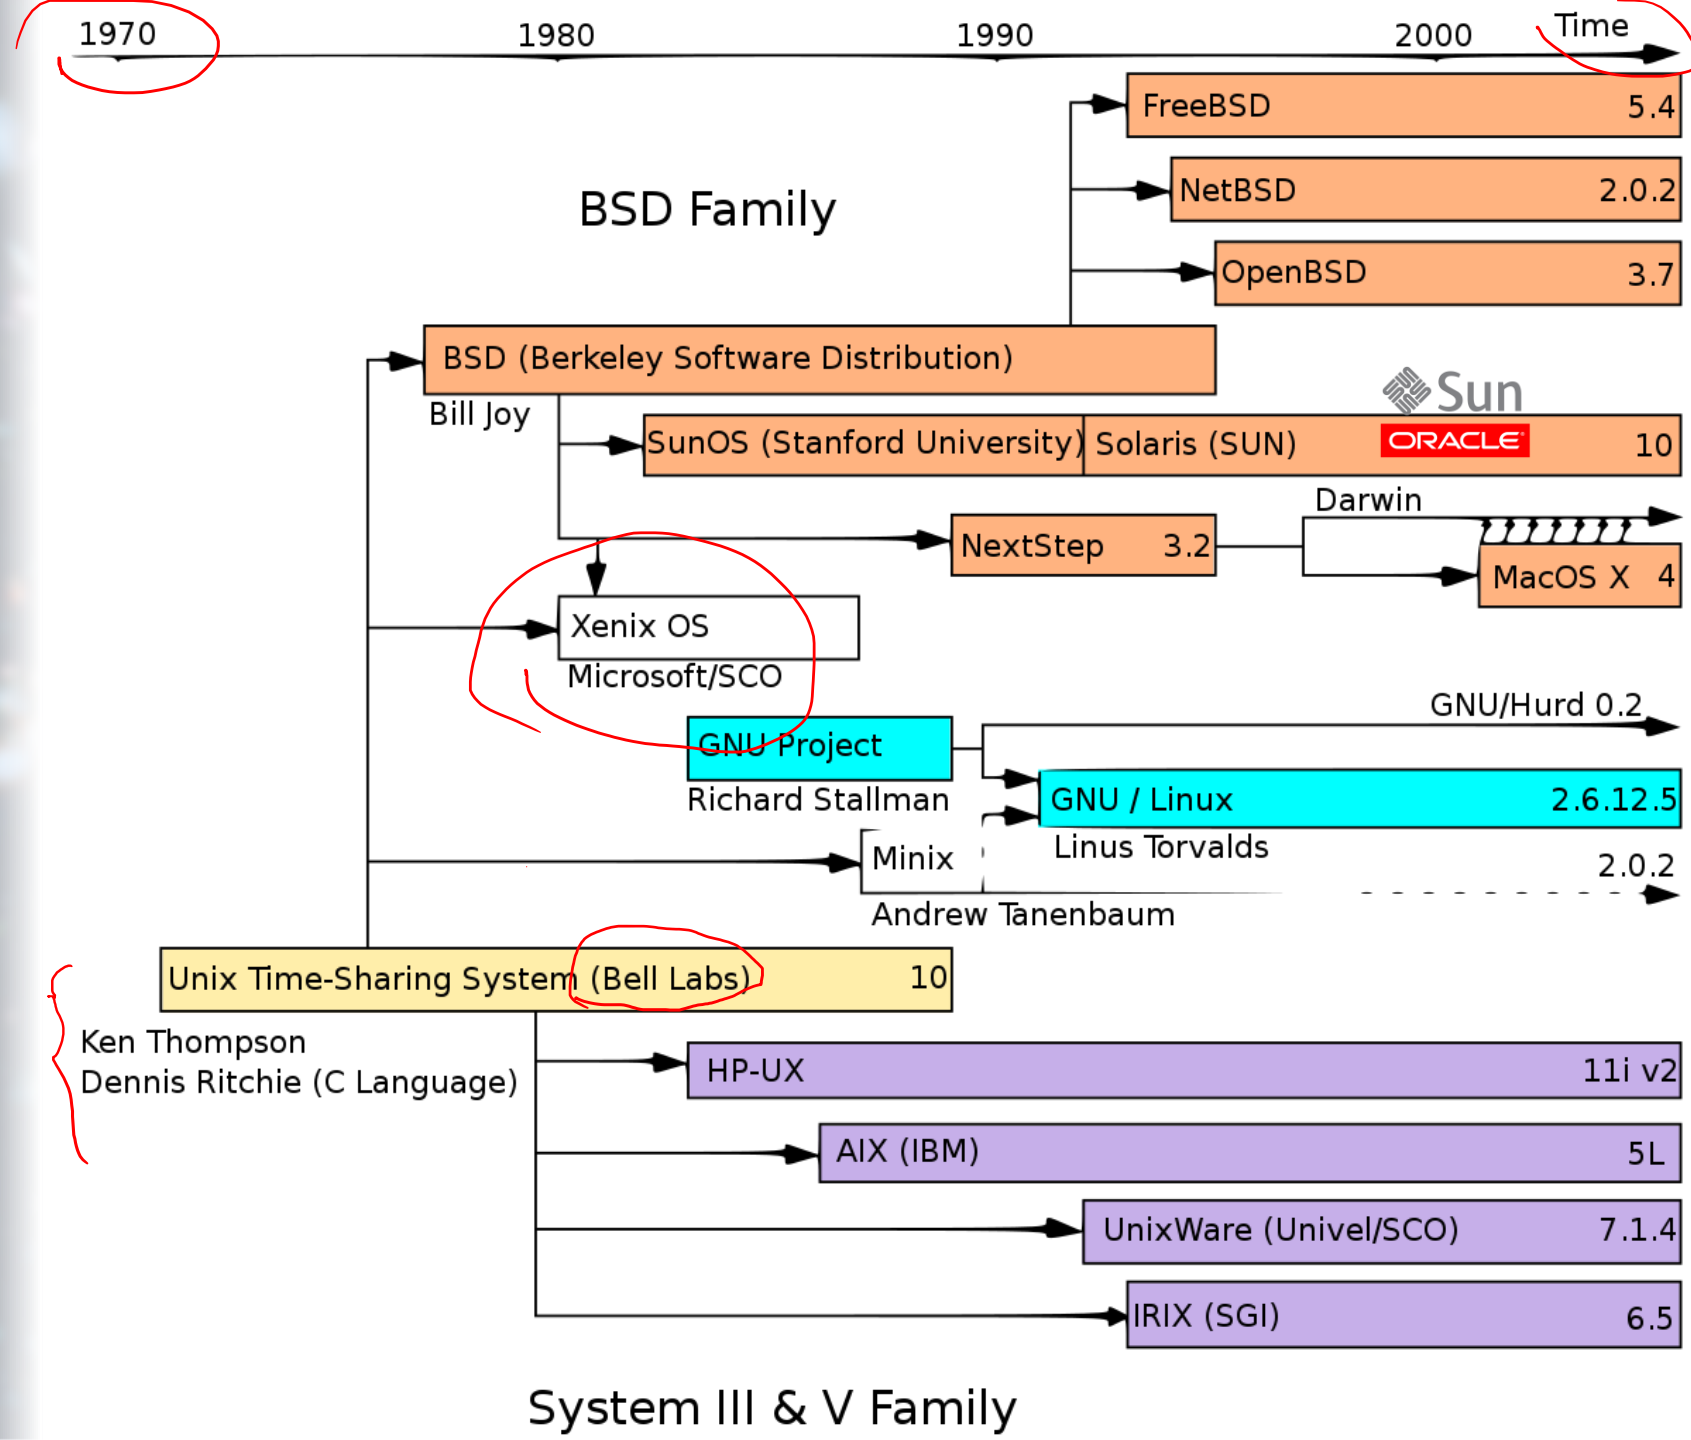 1970 1980 1990 2000 Time
FreeBSD 5.4
NetBSD 2.0.2
BSD Family
OpenBSD 3.7
BSD (Berkeley Software Distribution)
Bill Joy
Sun
SunOS (Stanford University) Solaris (SUN) ORACLE 10
Darwin
NextStep 3.2
MacOS X 4
Xenix OS
Microsoft/SCO
GNU/Hurd 0.2
GNU Project
Richard Stallman
GNU / Linux 2.6.12.5
Linus Torvalds
Minix
2.0.2
Andrew Tanenbaum
Unix Time-Sharing System (Bell Labs) 10
Ken Thompson
Dennis Ritchie (C Language)
HP-UX 11i v2
AIX (IBM) 5L
UnixWare (Univel/SCO) 7.1.4
IRIX (SGI) 6.5
System III & V Family